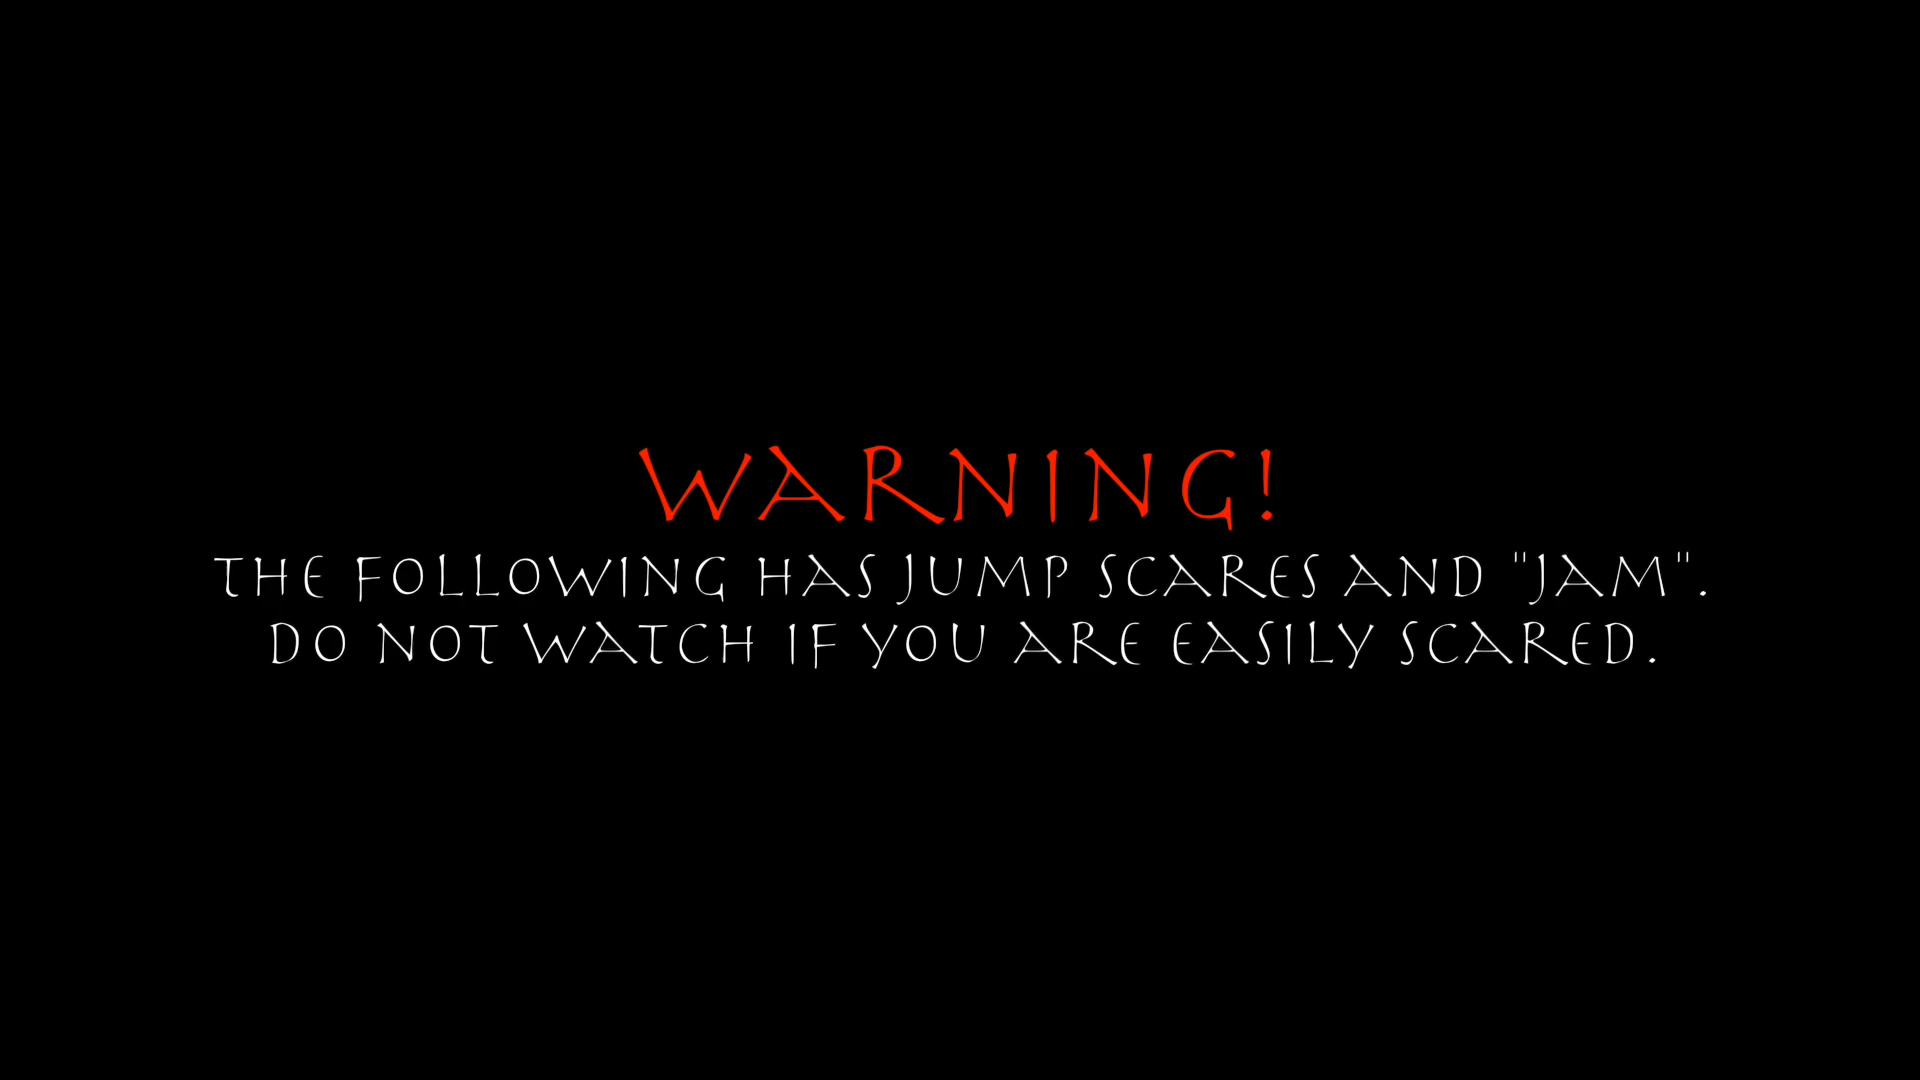 WARNING!
THE FOLLOWING HAS JUMP SCARES AND "JAM".
DO NOT WATCH IF YOU ARE EASILY SCARED.